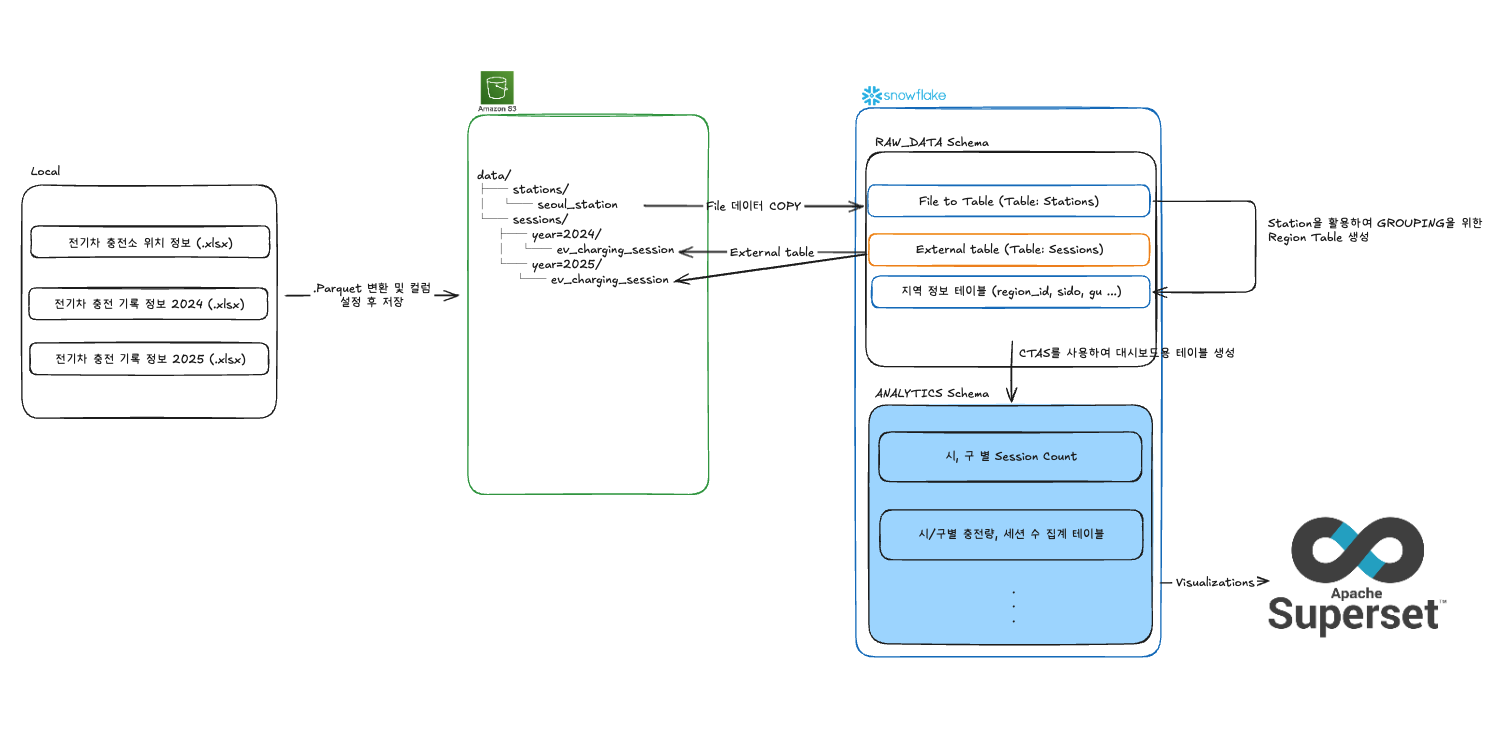 Local
전기차 충전소 위치 정보 (.xlsx)
전기차 충전 기록 정보 2024 (.xlsx)
전기차 충전 기록 정보 2025 (.xlsx)
.Parquet 변환 및 컬럼
설정 후 저장
Amazon S3
data/
stations/
seoul_station
sessions/
year=2024/
ev_charging_session
year=2025/
ev_charging_session
File 데이터 COPY
External table
snowflake
RAW_DATA Schema
File to Table (Table: Stations)
External table (Table: Sessions)
지역 정보 테이블 (region_id, sido, gu ...)
Station을 활용하여 GROUPING을 위한
Region Table 생성
CTAS를 사용하여 대시보드용 테이블 생성
ANALYTICS Schema
시, 구 별 Session Count
시/구별 충전량, 세션 수 집계 테이블
.
.
.
Visualizations
Apache
Superset™